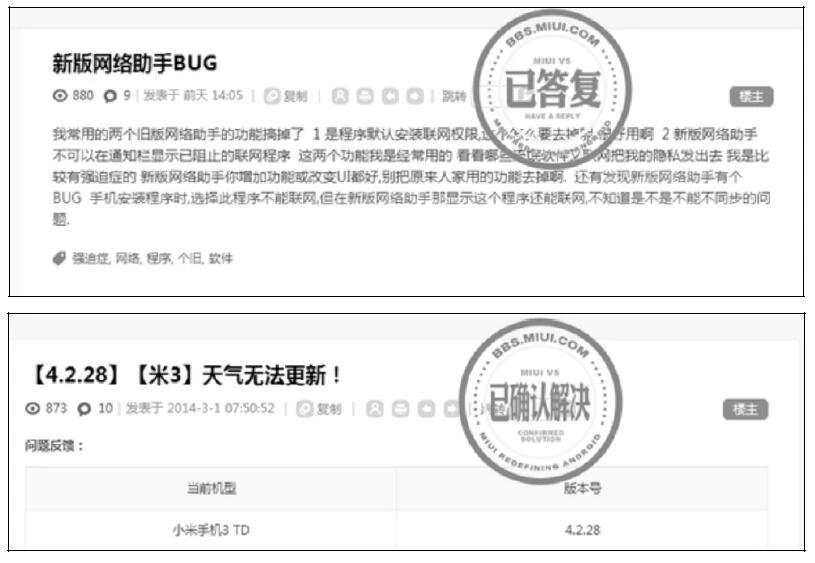 新版网络助手BUG
880 9 | 发表于 前天 14:05 | 复制 | 跳转
楼主
BBS.MIUI.COM
MIUI V5
已答复
HAVE A REPLY
我常用的两个旧版网络助手的功能搞掉了 1 是程序默认安装联网权限,这个怎么要去掉啊,很好用啊 2 新版网络助手
不可以在通知栏显示已阻止的联网程序 这两个功能我是经常用的 看看哪些 联网把我的隐私发出去 我是比
较有强迫症的 新版网络助手你增加功能或改变UI都好,别把原来人家用的功能去掉啊. 还有发现新版网络助手有个
BUG 手机安装程序时,选择此程序不能联网,但在新版网络助手那显示这个程序还能联网,不知道是不是不能不同步的问
题.
强迫症, 网络, 程序, 个旧, 软件
【4.2.28】【米3】天气无法更新！
873 10 | 发表于 2014-3-1 07:50:52 | 复制 |
楼主
BBS.MIUI.COM
MIUI V5
已确认解决
CONFIRMED
SOLUTION
MIUI REDEFINING ANDROID
问题反馈：
当前机型 版本号
小米手机3 TD 4.2.28